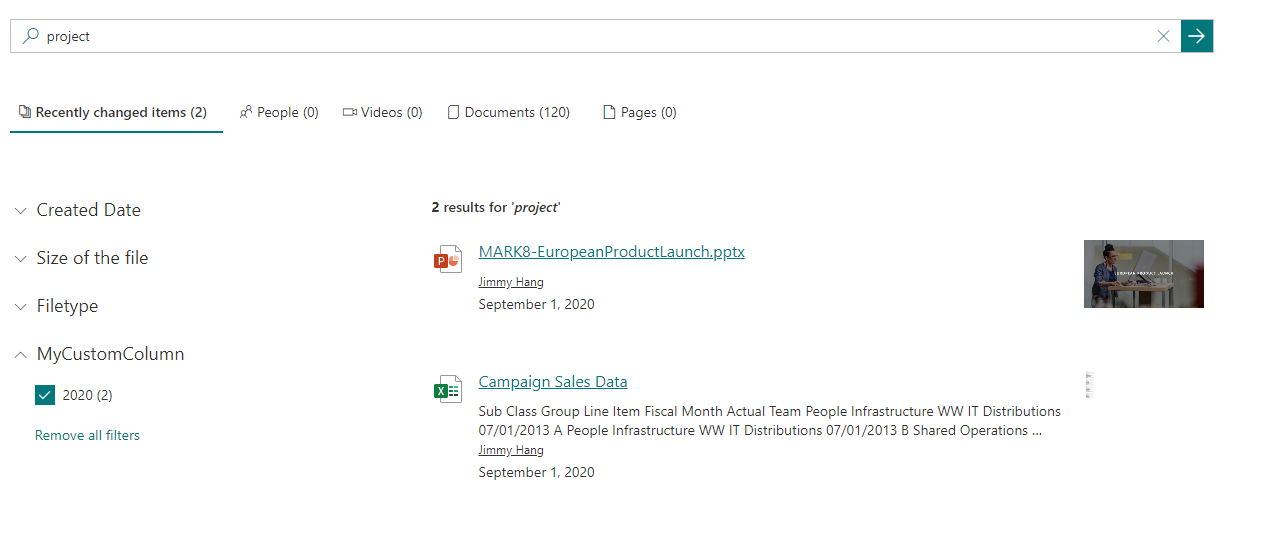 project
Recently changed items (2)
People (0)
Videos (0)
Documents (120)
Pages (0)
Created Date
Size of the file
Filetype
MyCustomColumn
2020 (2)
Remove all filters
2 results for 'project'
MARK8-EuropeanProductLaunch.pptx
Jimmy Hang
September 1, 2020
EUROPEAN PRODUCT LAUNCH
Campaign Sales Data
Sub Class Group Line Item Fiscal Month Actual Team People Infrastructure WW IT Distributions
07/01/2013 A People Infrastructure WW IT Distributions 07/01/2013 B Shared Operations ...
Jimmy Hang
September 1, 2020